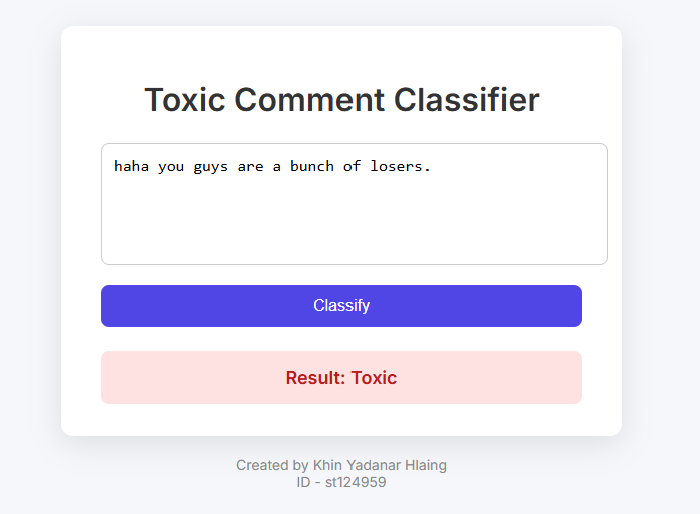 Toxic Comment Classifier
haha you guys are a bunch of losers.
Classify
Result: Toxic
Created by Khin Yadanar Hlaing
ID - st124959